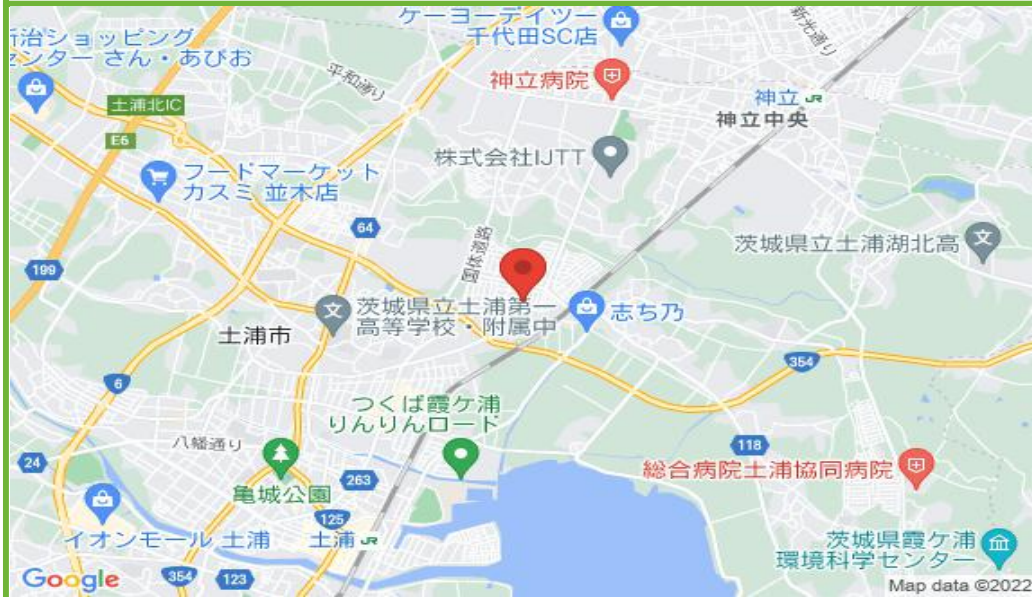 ケーヨーデイツー
千代田SC店
新治ショッピング
センター さん・あぴお
平和通り
新光通り
神立病院
神立 JR
神立中央
土浦北IC
E6
株式会社IJTT
フードマーケット
カスミ 並木店
64
国体道路
茨城県立土浦湖北高
199
茨城県立土浦第一
高等学校・附属中
志ち乃
土浦市
354
6
つくば霞ケ浦
りんりんロード
八幡通り
118
24
総合病院土浦協同病院
263
亀城公園
125
イオンモール 土浦
土浦 JR
茨城県霞ケ浦
環境科学センター
Google
354
123
Map data ©2022